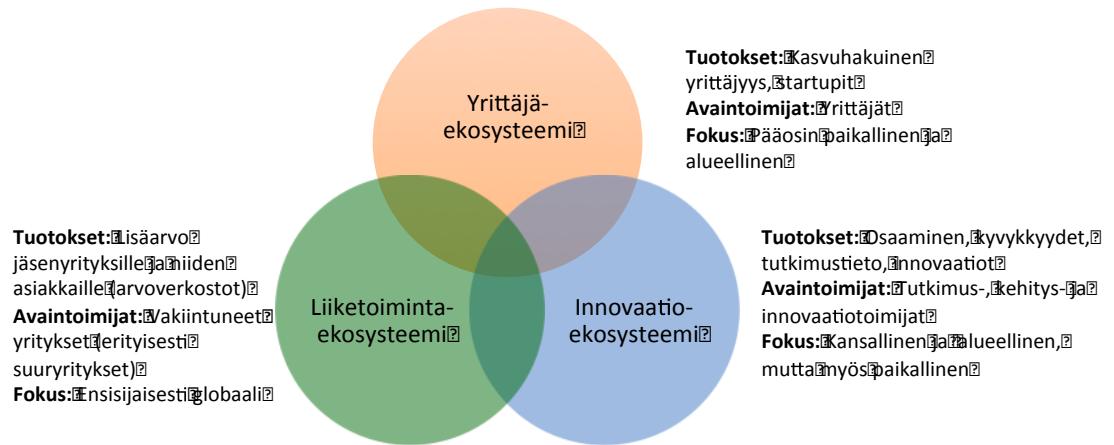 Yrittäjä-
ekosysteemi
Tuotokset: Kasvuhakuinen
yrittäjyys, startupit
Avaintoimijat: Yrittäjät
Fokus: Pääosin paikallinen ja
alueellinen
Tuotokset: Lisäarvo
jäsenyrityksille ja niiden
asiakkaille (arvoverkostot)
Avaintoimijat: Vakiintuneet
yritykset (erityisesti
suuryritykset)
Fokus: Ensisijaisesti globaali
Liiketoiminta-
ekosysteemi
Innovaatio-
ekosysteemi
Tuotokset: Osaaminen, kyvykkyydet,
tutkimustieto, innovaatiot
Avaintoimijat: Tutkimus-, kehitys- ja
innovaatiotoimijat
Fokus: Kansallinen ja alueellinen,
mutta myös paikallinen